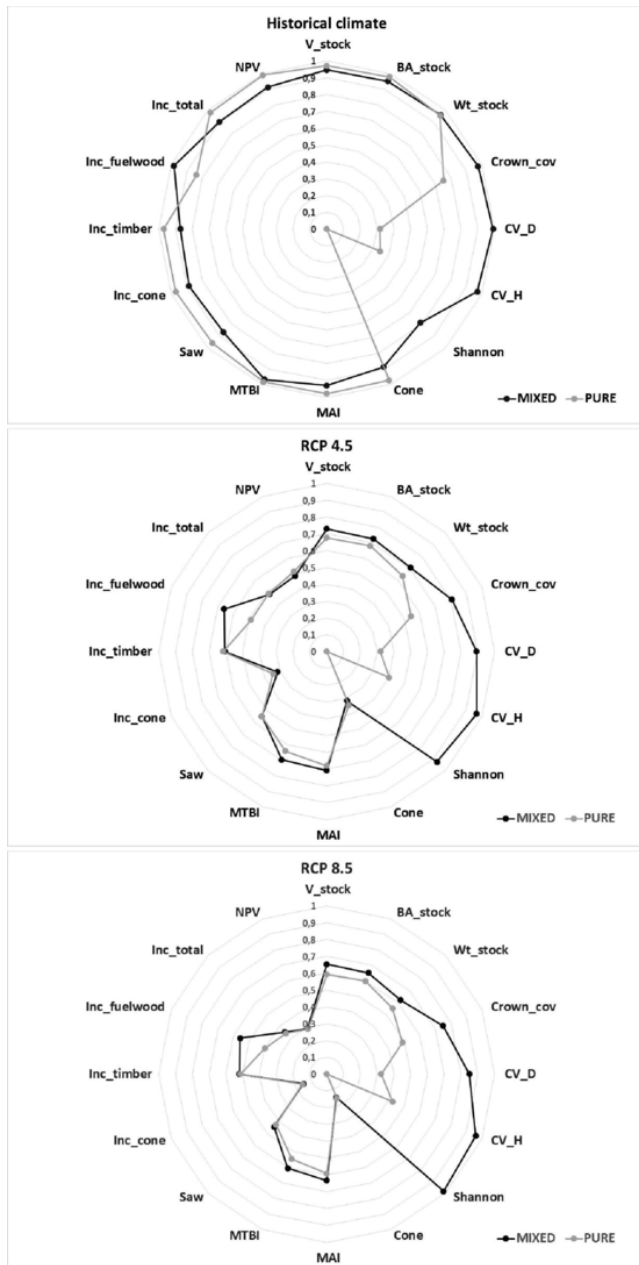 Historical climate
V_stock
NPV
BA_stock
Inc_total
Wt_stock
Inc_fuelwood
Crown_cov
Inc_timber
CV_D
Inc_cone
CV_H
Saw
Shannon
MTBI
Cone
MAI
1
0,9
0,8
0,7
0,6
0,5
0,4
0,3
0,2
0,1
0
MIXED
PURE
RCP 4.5
V_stock
NPV
BA_stock
Inc_total
Wt_stock
Inc_fuelwood
Crown_cov
Inc_timber
CV_D
Inc_cone
CV_H
Saw
Shannon
MTBI
Cone
MAI
1
0,9
0,8
0,7
0,6
0,5
0,4
0,3
0,2
0,1
0
MIXED
PURE
RCP 8.5
V_stock
NPV
BA_stock
Inc_total
Wt_stock
Inc_fuelwood
Crown_cov
Inc_timber
CV_D
Inc_cone
CV_H
Saw
Shannon
MTBI
Cone
MAI
1
0,9
0,8
0,7
0,6
0,5
0,4
0,3
0,2
0,1
0
MIXED
PURE